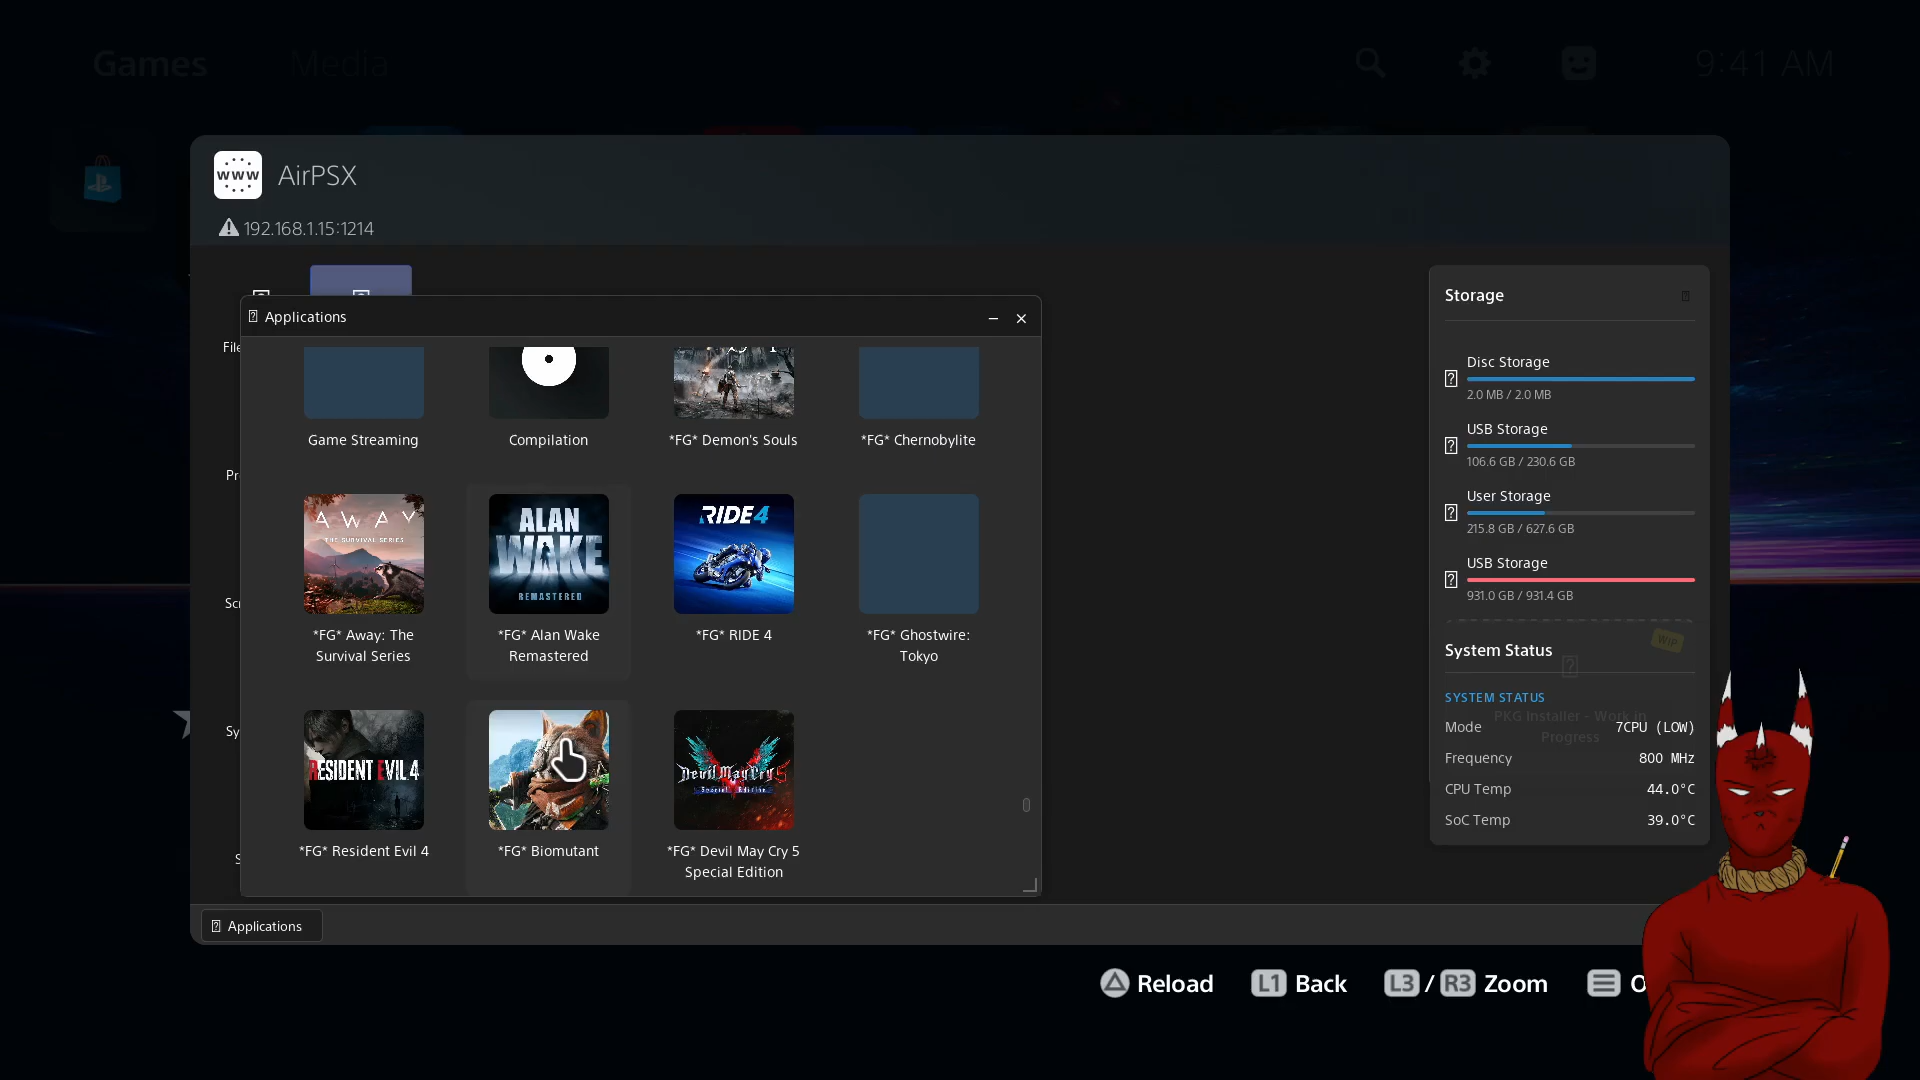 Games
Media
9:41 AM
www
AirPSX
192.168.1.15:1214
Applications
Game Streaming
Compilation
*FG* Demon's Souls
*FG* Chernobylite
AWAY
THE SURVIVAL SERIES
ALAN
WAKE
REMASTERED
RIDE 4
*FG* Away: The
Survival Series
*FG* Alan Wake
Remastered
*FG* RIDE 4
*FG* Ghostwire:
Tokyo
RESIDENT EVIL 4
Devil May Cry 5
Special Edition
*FG* Resident Evil 4
*FG* Biomutant
*FG* Devil May Cry 5
Special Edition
Storage
Disc Storage
2.0 MB / 2.0 MB
USB Storage
106.6 GB / 230.6 GB
User Storage
215.8 GB / 627.6 GB
USB Storage
931.0 GB / 931.4 GB
WIP
System Status
SYSTEM STATUS
PKG Installer - Work in
Progress
Mode 7CPU (LOW)
Frequency 800 MHz
CPU Temp 44.0°C
SoC Temp 39.0°C
Applications
Reload
L1 Back
L3 / R3 Zoom